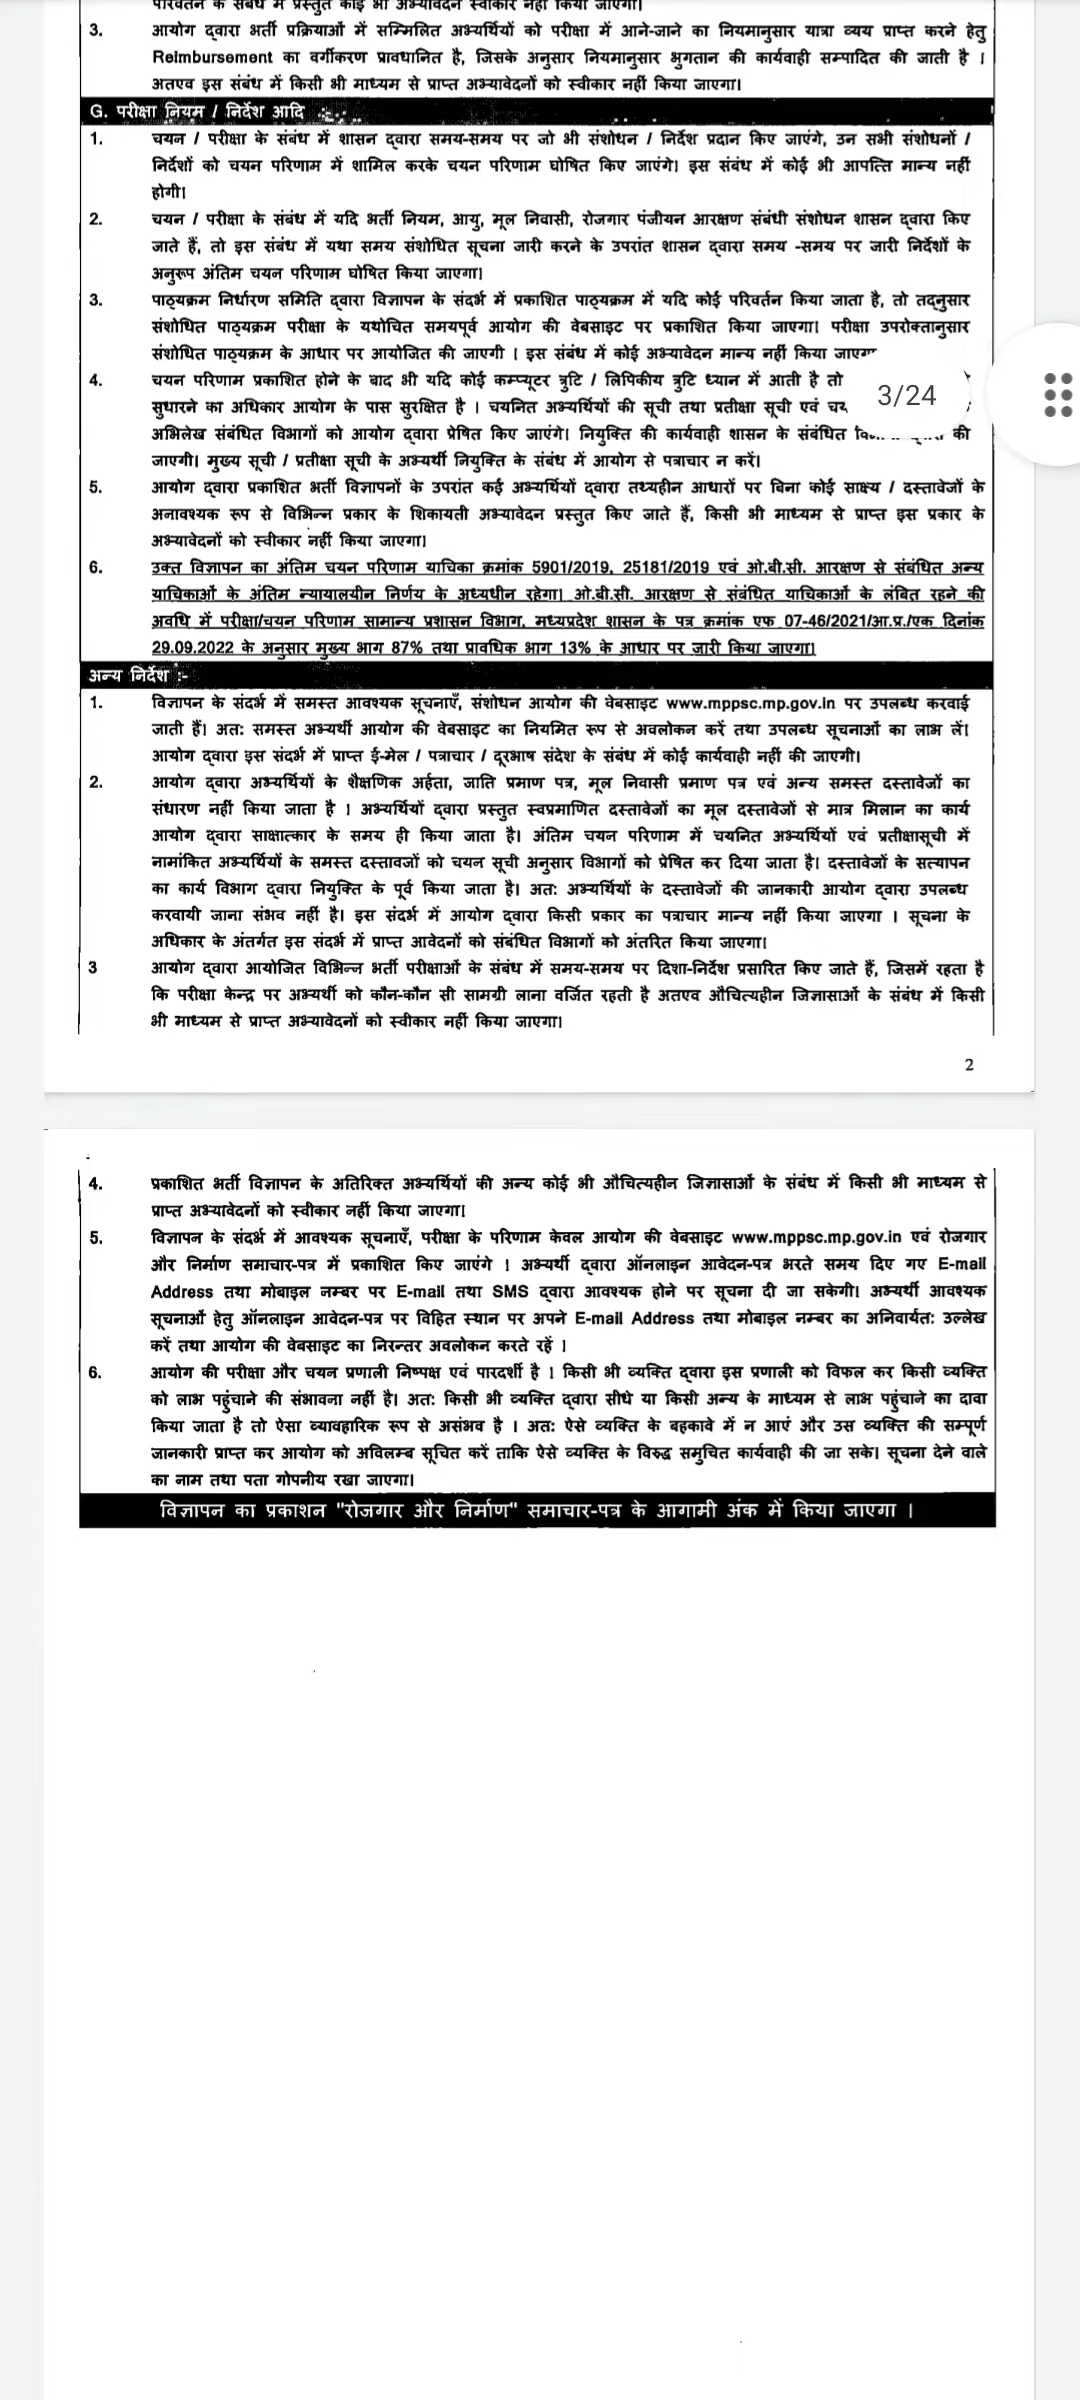 परिवर्तन के संबंध में प्रस्तुत कोई भी अभ्यावेदन स्वीकार नहीं किया जाएगा।
3. आयोग द्वारा भर्ती प्रक्रियाओं में सम्मिलित अभ्यर्थियों को परीक्षा में आने-जाने का नियमानुसार यात्रा व्यय प्राप्त करने हेतु
Reimbursement का वर्गीकरण प्रावधानित है, जिसके अनुसार नियमानुसार भुगतान की कार्यवाही सम्पादित की जाती है ।
अतएव इस संबंध में किसी भी माध्यम से प्राप्त अभ्यावेदनों को स्वीकार नहीं किया जाएगा।
G. परीक्षा नियम / निर्देश आदि :-
1. चयन / परीक्षा के संबंध में शासन द्वारा समय-समय पर जो भी संशोधन / निर्देश प्रदान किए जाएंगे, उन सभी संशोधनों /
निर्देशों को चयन परिणाम में शामिल करके चयन परिणाम घोषित किए जाएंगे। इस संबंध में कोई भी आपत्ति मान्य नहीं
होगी।
2. चयन / परीक्षा के संबंध में यदि भर्ती नियम, आयु, मूल निवासी, रोजगार पंजीयन आरक्षण संबंधी संशोधन शासन द्वारा किए
जाते हैं, तो इस संबंध में यथा समय संशोधित सूचना जारी करने के उपरांत शासन द्वारा समय -समय पर जारी निर्देशों के
अनुरूप अंतिम चयन परिणाम घोषित किया जाएगा।
3. पाठ्यक्रम निर्धारण समिति द्वारा विज्ञापन के संदर्भ में प्रकाशित पाठ्यक्रम में यदि कोई परिवर्तन किया जाता है, तो तद्नुसार
संशोधित पाठ्यक्रम परीक्षा के यथोचित समयपूर्व आयोग की वेबसाइट पर प्रकाशित किया जाएगा। परीक्षा उपरोक्तानुसार
संशोधित पाठ्यक्रम के आधार पर आयोजित की जाएगी । इस संबंध में कोई अभ्यावेदन मान्य नहीं किया
4. चयन परिणाम प्रकाशित होने के बाद भी यदि कोई कम्प्यूटर त्रुटि / लिपिकीय त्रुटि ध्यान में आती है तो
3/24
सुधारने का अधिकार आयोग के पास सुरक्षित है । चयनित अभ्यर्थियों की सूची तथा प्रतीक्षा सूची एवं
अभिलेख संबंधित विभागों को आयोग द्वारा प्रेषित किए जाएंगे। नियुक्ति की कार्यवाही शासन के संबंधित की
जाएगी। मुख्य सूची / प्रतीक्षा सूची के अभ्यर्थी नियुक्ति के संबंध में आयोग से पत्राचार न करें।
5. आयोग द्वारा प्रकाशित भर्ती विज्ञापनों के उपरांत कई अभ्यर्थियों द्वारा तथ्यहीन आधारों पर बिना कोई साक्ष्य / दस्तावेजों के
अनावश्यक रूप से विभिन्न प्रकार के शिकायती अभ्यावेदन प्रस्तुत किए जाते हैं, किसी भी माध्यम से प्राप्त इस प्रकार के
अभ्यावेदनों को स्वीकार नहीं किया जाएगा।
6. उक्त विज्ञापन का अंतिम चयन परिणाम याचिका क्रमांक 5901/2019, 25181/2019 एवं ओ.बी.सी. आरक्षण से संबंधित अन्य
याचिकाओं के अंतिम न्यायालयीन निर्णय के अध्यधीन रहेगा। ओ.बी.सी. आरक्षण से संबंधित याचिकाओं के लंबित रहने की
अवधि में परीक्षा/चयन परिणाम सामान्य प्रशासन विभाग, मध्यप्रदेश शासन के पत्र क्रमांक एफ 07-46/2021/आ.प्र./एक दिनांक
29.09.2022 के अनुसार मुख्य भाग 87% तथा प्रावधिक भाग 13% के आधार पर जारी किया जाएगा।
अन्य निर्देश :-
1. विज्ञापन के संदर्भ में समस्त आवश्यक सूचनाएँ, संशोधन आयोग की वेबसाइट www.mppsc.mp.gov.in पर उपलब्ध करवाई
जाती हैं। अत: समस्त अभ्यर्थी आयोग की वेबसाइट का नियमित रूप से अवलोकन करें तथा उपलब्ध सूचनाओं का लाभ लें।
आयोग द्वारा इस संदर्भ में प्राप्त ई-मेल / पत्राचार / दूरभाष संदेश के संबंध में कोई कार्यवाही नहीं की जाएगी।
2. आयोग द्वारा अभ्यर्थियों के शैक्षणिक अर्हता, जाति प्रमाण पत्र, मूल निवासी प्रमाण पत्र एवं अन्य समस्त दस्तावेजों का
संधारण नहीं किया जाता है । अभ्यर्थियों द्वारा प्रस्तुत स्वप्रमाणित दस्तावेजों का मूल दस्तावेजों से मात्र मिलान का कार्य
आयोग द्वारा साक्षात्कार के समय ही किया जाता है। अंतिम चयन परिणाम में चयनित अभ्यर्थियों एवं प्रतीक्षासूची में
नामांकित अभ्यर्थियों के समस्त दस्तावजों को चयन सूची अनुसार विभागों को प्रेषित कर दिया जाता है। दस्तावेजों के सत्यापन
का कार्य विभाग द्वारा नियुक्ति के पूर्व किया जाता है। अत: अभ्यर्थियों के दस्तावेजों की जानकारी आयोग द्वारा उपलब्ध
करवायी जाना संभव नहीं है। इस संदर्भ में आयोग द्वारा किसी प्रकार का पत्राचार मान्य नहीं किया जाएगा । सूचना के
अधिकार के अंतर्गत इस संदर्भ में प्राप्त आवेदनों को संबंधित विभागों को अंतरित किया जाएगा।
3 आयोग द्वारा आयोजित विभिन्न भर्ती परीक्षाओं के संबंध में समय-समय पर दिशा-निर्देश प्रसारित किए जाते हैं, जिसमें रहता है
कि परीक्षा केन्द्र पर अभ्यर्थी को कौन-कौन सी सामग्री लाना वर्जित रहती है अतएव औचित्यहीन जिज्ञासाओं के संबंध में किसी
भी माध्यम से प्राप्त अभ्यावेदनों को स्वीकार नहीं किया जाएगा।
2
4. प्रकाशित भर्ती विज्ञापन के अतिरिक्त अभ्यर्थियों की अन्य कोई भी औचित्यहीन जिज्ञासाओं के संबंध में किसी भी माध्यम से
प्राप्त अभ्यावेदनों को स्वीकार नहीं किया जाएगा।
5. विज्ञापन के संदर्भ में आवश्यक सूचनाएँ, परीक्षा के परिणाम केवल आयोग की वेबसाइट www.mppsc.mp.gov.in एवं रोजगार
और निर्माण समाचार-पत्र में प्रकाशित किए जाएंगे । अभ्यर्थी द्वारा ऑनलाइन आवेदन-पत्र भरते समय दिए गए E-mail
Address तथा मोबाइल नम्बर पर E-mail तथा SMS द्वारा आवश्यक होने पर सूचना दी जा सकेगी। अभ्यर्थी आवश्यक
सूचनाओं हेतु ऑनलाइन आवेदन-पत्र पर विहित स्थान पर अपने E-mail Address तथा मोबाइल नम्बर का अनिवार्यत: उल्लेख
करें तथा आयोग की वेबसाइट का निरन्तर अवलोकन करते रहें ।
6. आयोग की परीक्षा और चयन प्रणाली निष्पक्ष एवं पारदर्शी है । किसी भी व्यक्ति द्वारा इस प्रणाली को विफल कर किसी व्यक्ति
को लाभ पहुंचाने की संभावना नहीं है। अत: किसी भी व्यक्ति द्वारा सीधे या किसी अन्य के माध्यम से लाभ पहुंचाने का दावा
किया जाता है तो ऐसा व्यावहारिक रूप से असंभव है । अत: ऐसे व्यक्ति के बहकावे में न आएं और उस व्यक्ति की सम्पूर्ण
जानकारी प्राप्त कर आयोग को अविलम्ब सूचित करें ताकि ऐसे व्यक्ति के विरुद्ध समुचित कार्यवाही की जा सके। सूचना देने वाले
का नाम तथा पता गोपनीय रखा जाएगा।
विज्ञापन का प्रकाशन "रोजगार और निर्माण" समाचार-पत्र के आगामी अंक में किया जाएगा ।